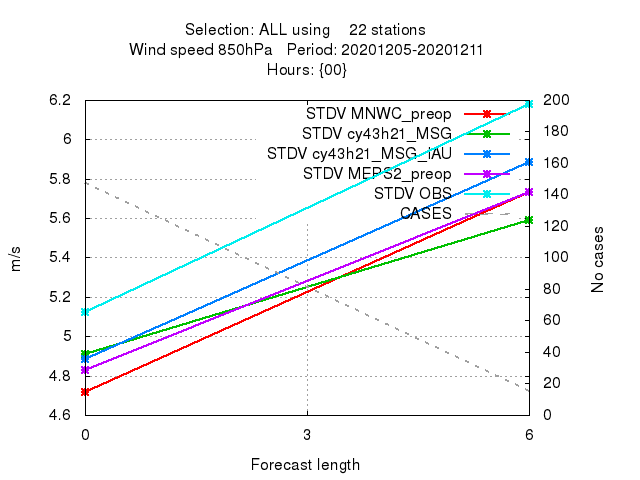 Selection: ALL using    22 stations
Wind speed 850hPa   Period: 20201205-20201211
Hours: {00}
6.2
6
5.8
5.6
5.4
5.2
5
4.8
4.6
m/s
STDV MNWC_preop
STDV cy43h21_MSG
STDV cy43h21_MSG_IAU
STDV MEPS2_preop
STDV OBS
CASES
200
180
160
140
120
100
80
60
40
20
0
No cases
0
3
6
Forecast length